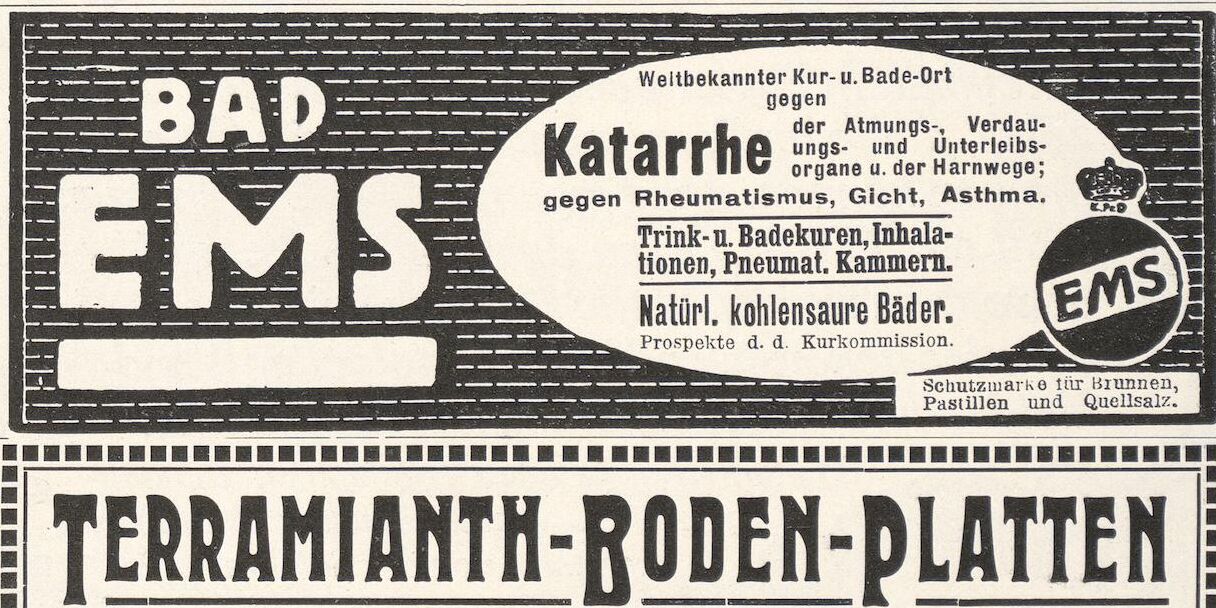 BAD
EMS
Weltbekannter Kur- u. Bade-Ort
gegen
Katarrhe der Atmungs-, Verdau-
ungs- und Unterleibs-
organe u. der Harnwege;
gegen Rheumatismus, Gicht, Asthma.
Trink- u. Badekuren, Inhala-
tionen, Pneumat. Kammern.
Natürl. kohlensaure Bäder.
Prospekte d. d. Kurkommission.
K.PrD
EMS
Schutzmarke für Brunnen,
Pastillen und Quellsalz.
TERRAMIANTH-BODEN-PLATTEN